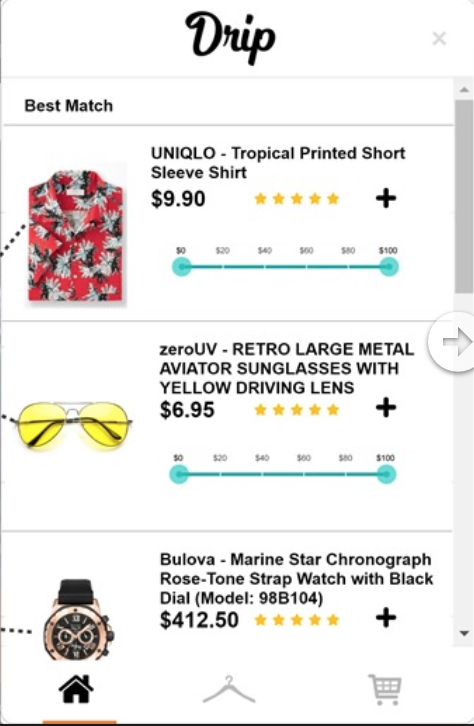 Drip
Best Match
UNIQLO - Tropical Printed Short
Sleeve Shirt
$9.90
$0 $20 $40 $60 $80 $100
zeroUV - RETRO LARGE METAL
AVIATOR SUNGLASSES WITH
YELLOW DRIVING LENS
$6.95
$0 $20 $40 $60 $80 $100
Bulova - Marine Star Chronograph
Rose-Tone Strap Watch with Black
Dial (Model: 98B104)
$412.50